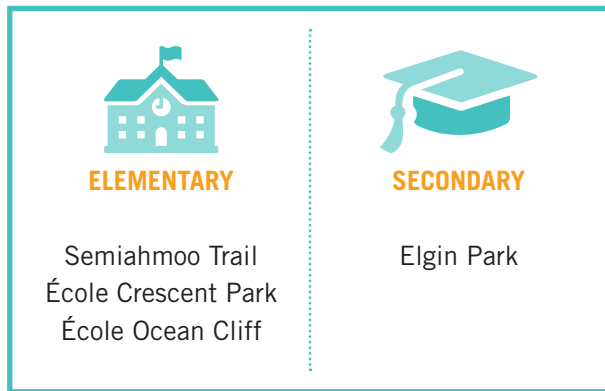 ELEMENTARY
Semiahmoo Trail
École Crescent Park
École Ocean Cliff
SECONDARY
Elgin Park